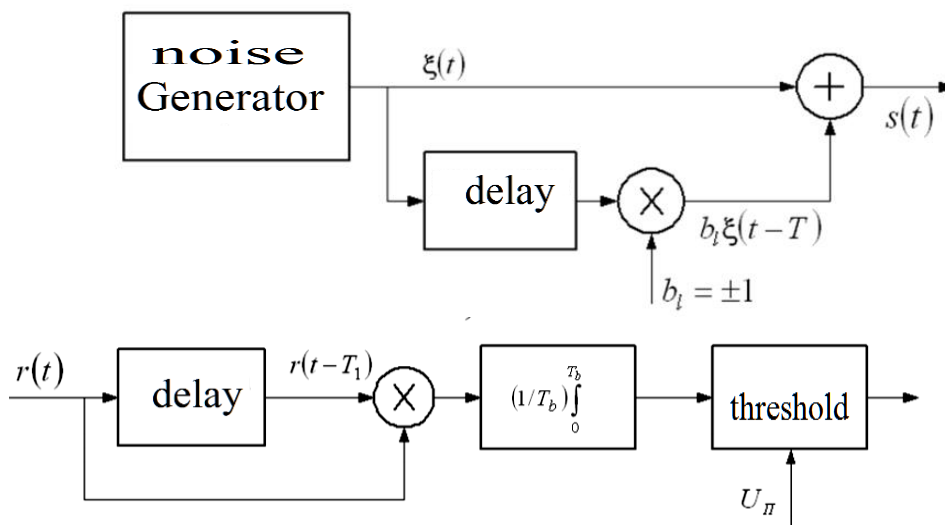 noise
Generator
ξ(t)
+
s(t)
delay
×
b_l ξ(t−T)
b_l = ±1
r(t)
delay
r(t−T_1)
×
(1/T_b) ∫_0^{T_b}
threshold
U_П